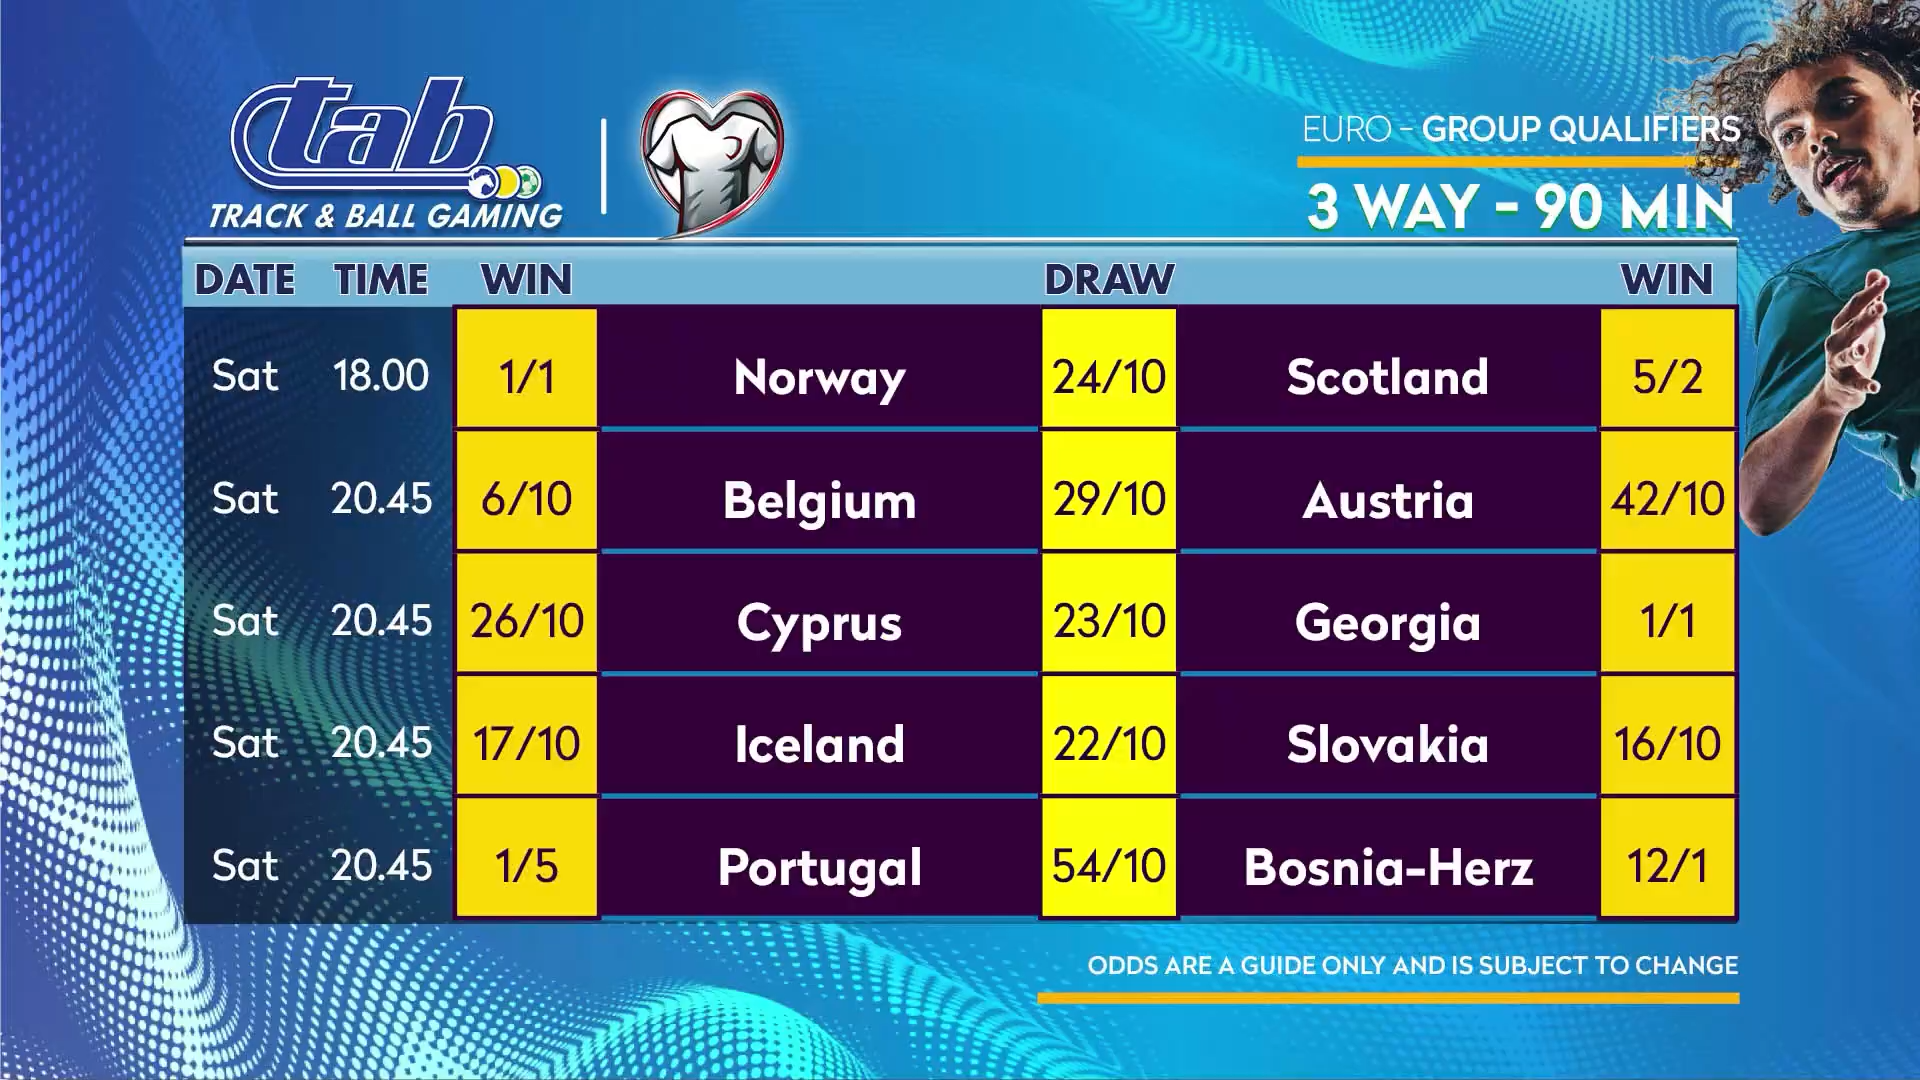 tab
TRACK & BALL GAMING
EURO - GROUP QUALIFIERS
3 WAY - 90 MIN
DATE TIME WIN DRAW WIN
Sat 18.00 1/1 Norway 24/10 Scotland 5/2
Sat 20.45 6/10 Belgium 29/10 Austria 42/10
Sat 20.45 26/10 Cyprus 23/10 Georgia 1/1
Sat 20.45 17/10 Iceland 22/10 Slovakia 16/10
Sat 20.45 1/5 Portugal 54/10 Bosnia-Herz 12/1
ODDS ARE A GUIDE ONLY AND IS SUBJECT TO CHANGE